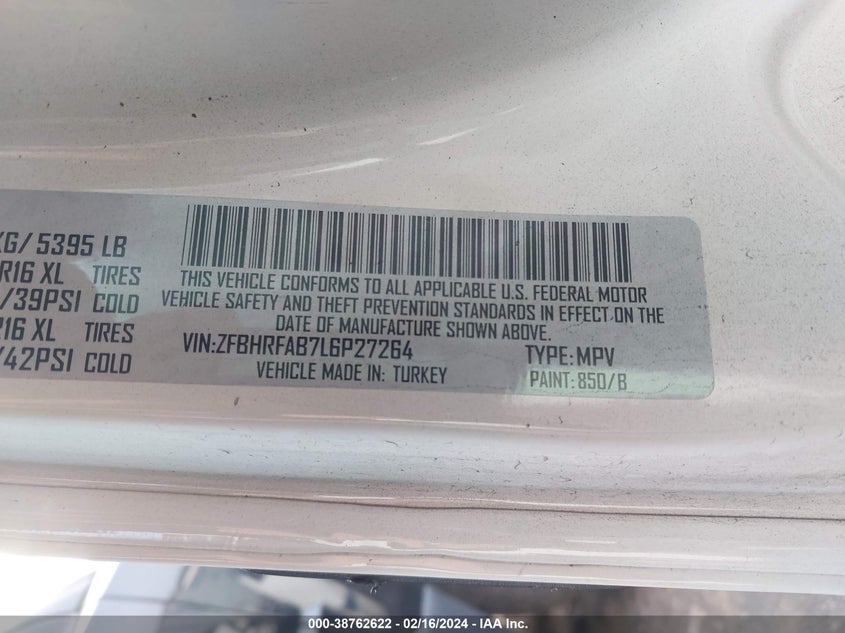 KG/ 5395 LB
R16 XL TIRES
/39PSI COLD
R16 XL TIRES
/42PSI COLD
THIS VEHICLE CONFORMS TO ALL APPLICABLE U.S. FEDERAL MOTOR
VEHICLE SAFETY AND THEFT PREVENTION STANDARDS IN EFFECT ON THE
DATE OF MANUFACTURE SHOWN ABOVE.
VIN:ZFBHRFAB7L6P27264 TYPE:MPV
VEHICLE MADE IN: TURKEY PAINT:850/B
000-38762622 - 02/16/2024 - IAA Inc.